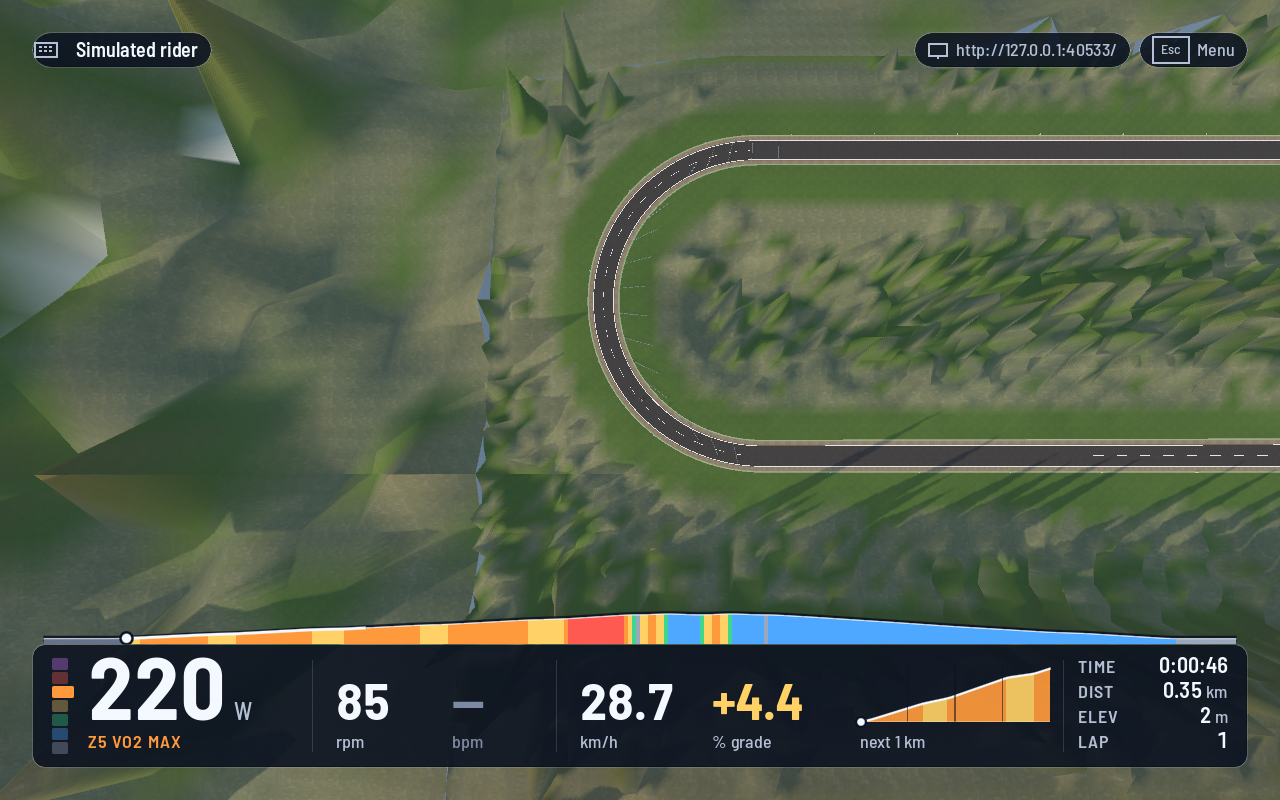 Simulated rider
http://127.0.0.1:40533/
Esc Menu
220 W
Z5 VO2 MAX
85
rpm
—
bpm
28.7
km/h
+4.4
% grade
next 1 km
TIME 0:00:46
DIST 0.35 km
ELEV 2 m
LAP 1